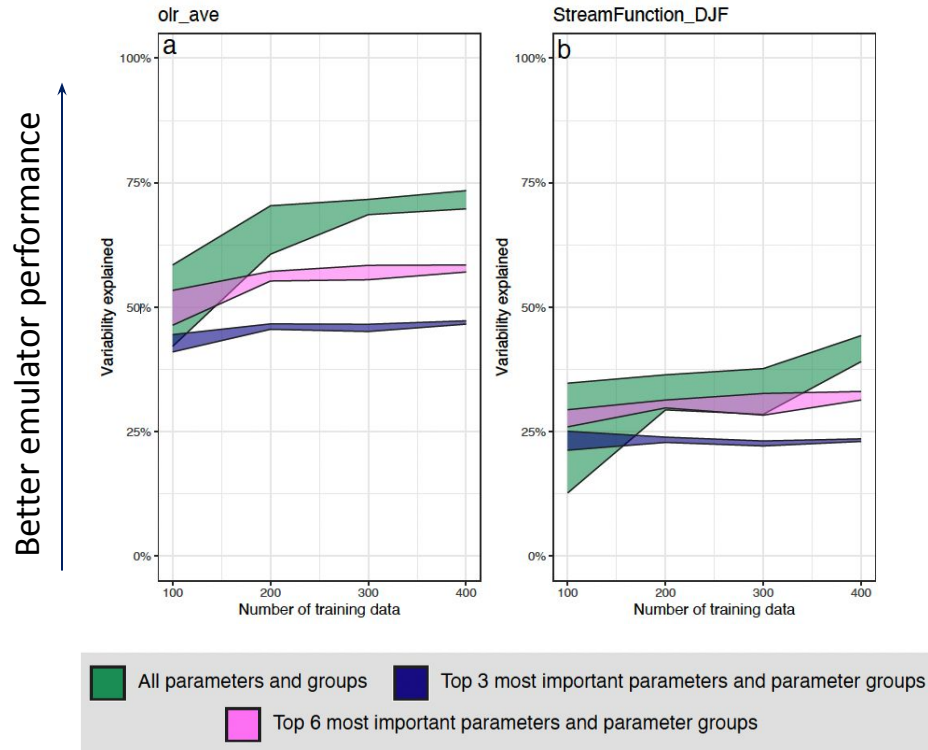 olr_ave
StreamFunction_DJF
Better emulator performance
a
100%
75%
50%
25%
0%
Variability explained
100 200 300 400
Number of training data
b
100%
75%
50%
25%
0%
Variability explained
100 200 300 400
Number of training data
All parameters and groups
Top 3 most important parameters and parameter groups
Top 6 most important parameters and parameter groups